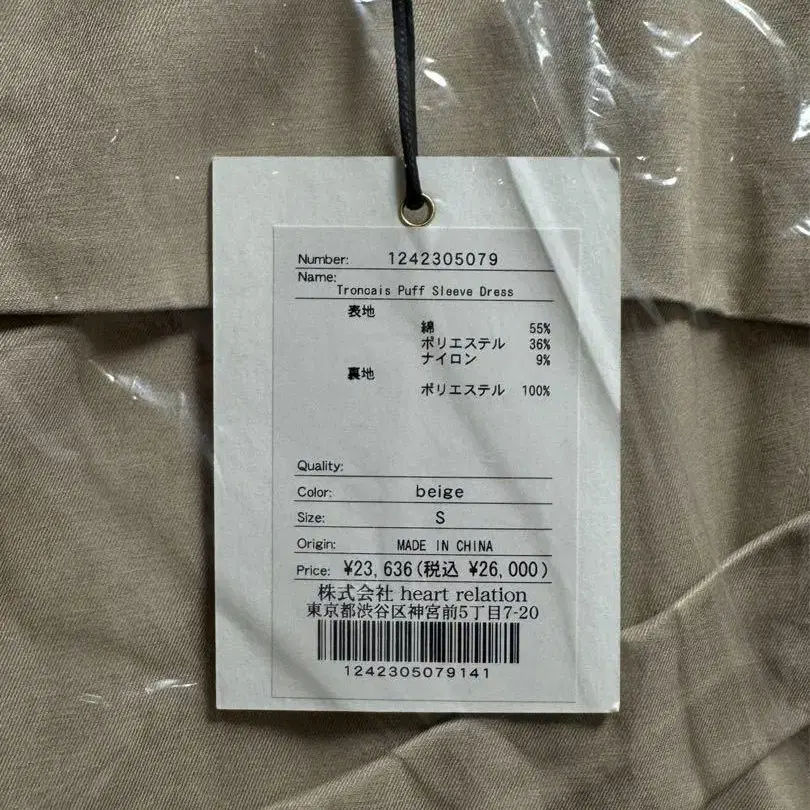 Number: 1242305079
Name:
Troncais Puff Sleeve Dress
表地
綿 55%
ポリエステル 36%
ナイロン 9%
裏地
ポリエステル 100%
Quality:
Color: beige
Size: S
Origin: MADE IN CHINA
Price: ¥23,636(税込 ¥26,000)
株式会社 heart relation
東京都渋谷区神宮前5丁目7-20
1242305079141